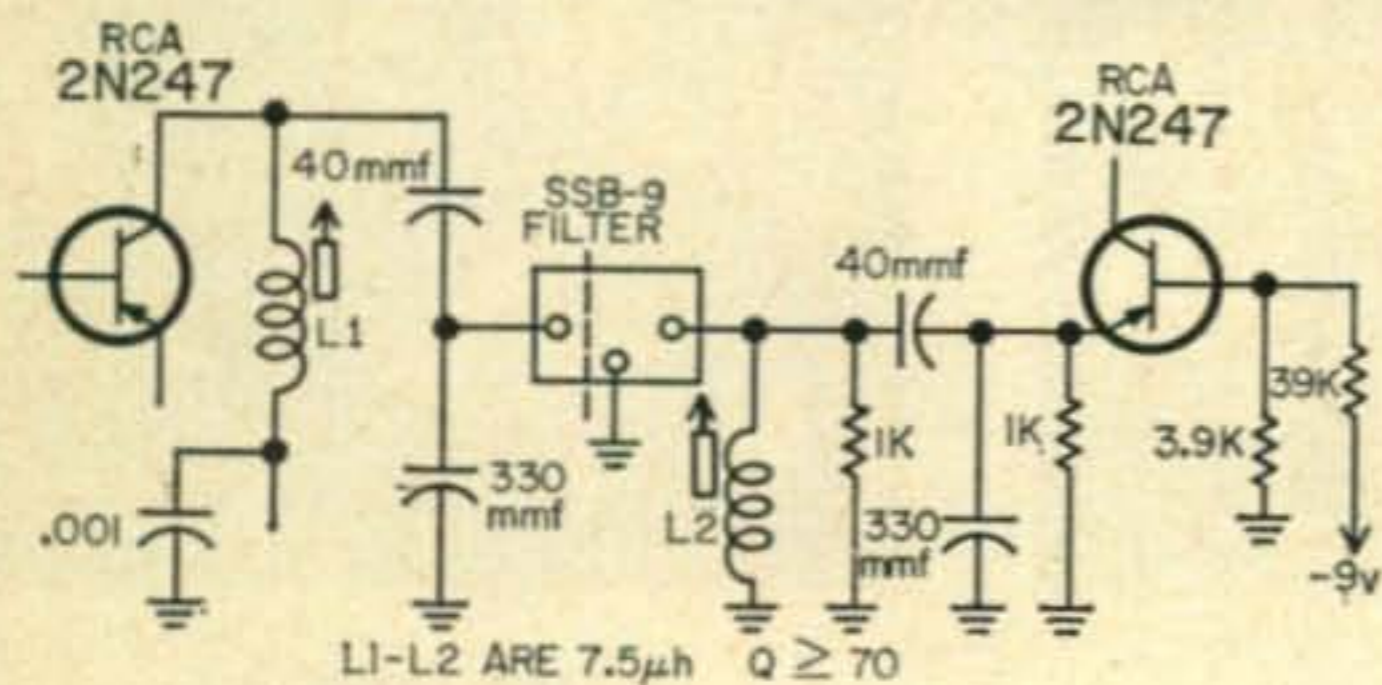 RCA
2N247
RCA
2N247
40mmf
SSB-9
FILTER
40mmf
L1
39K
1K
1K
3.9K
330
mmf
L2
330
mmf
.001
-9v
L1-L2 ARE 7.5μh Q ≥ 70